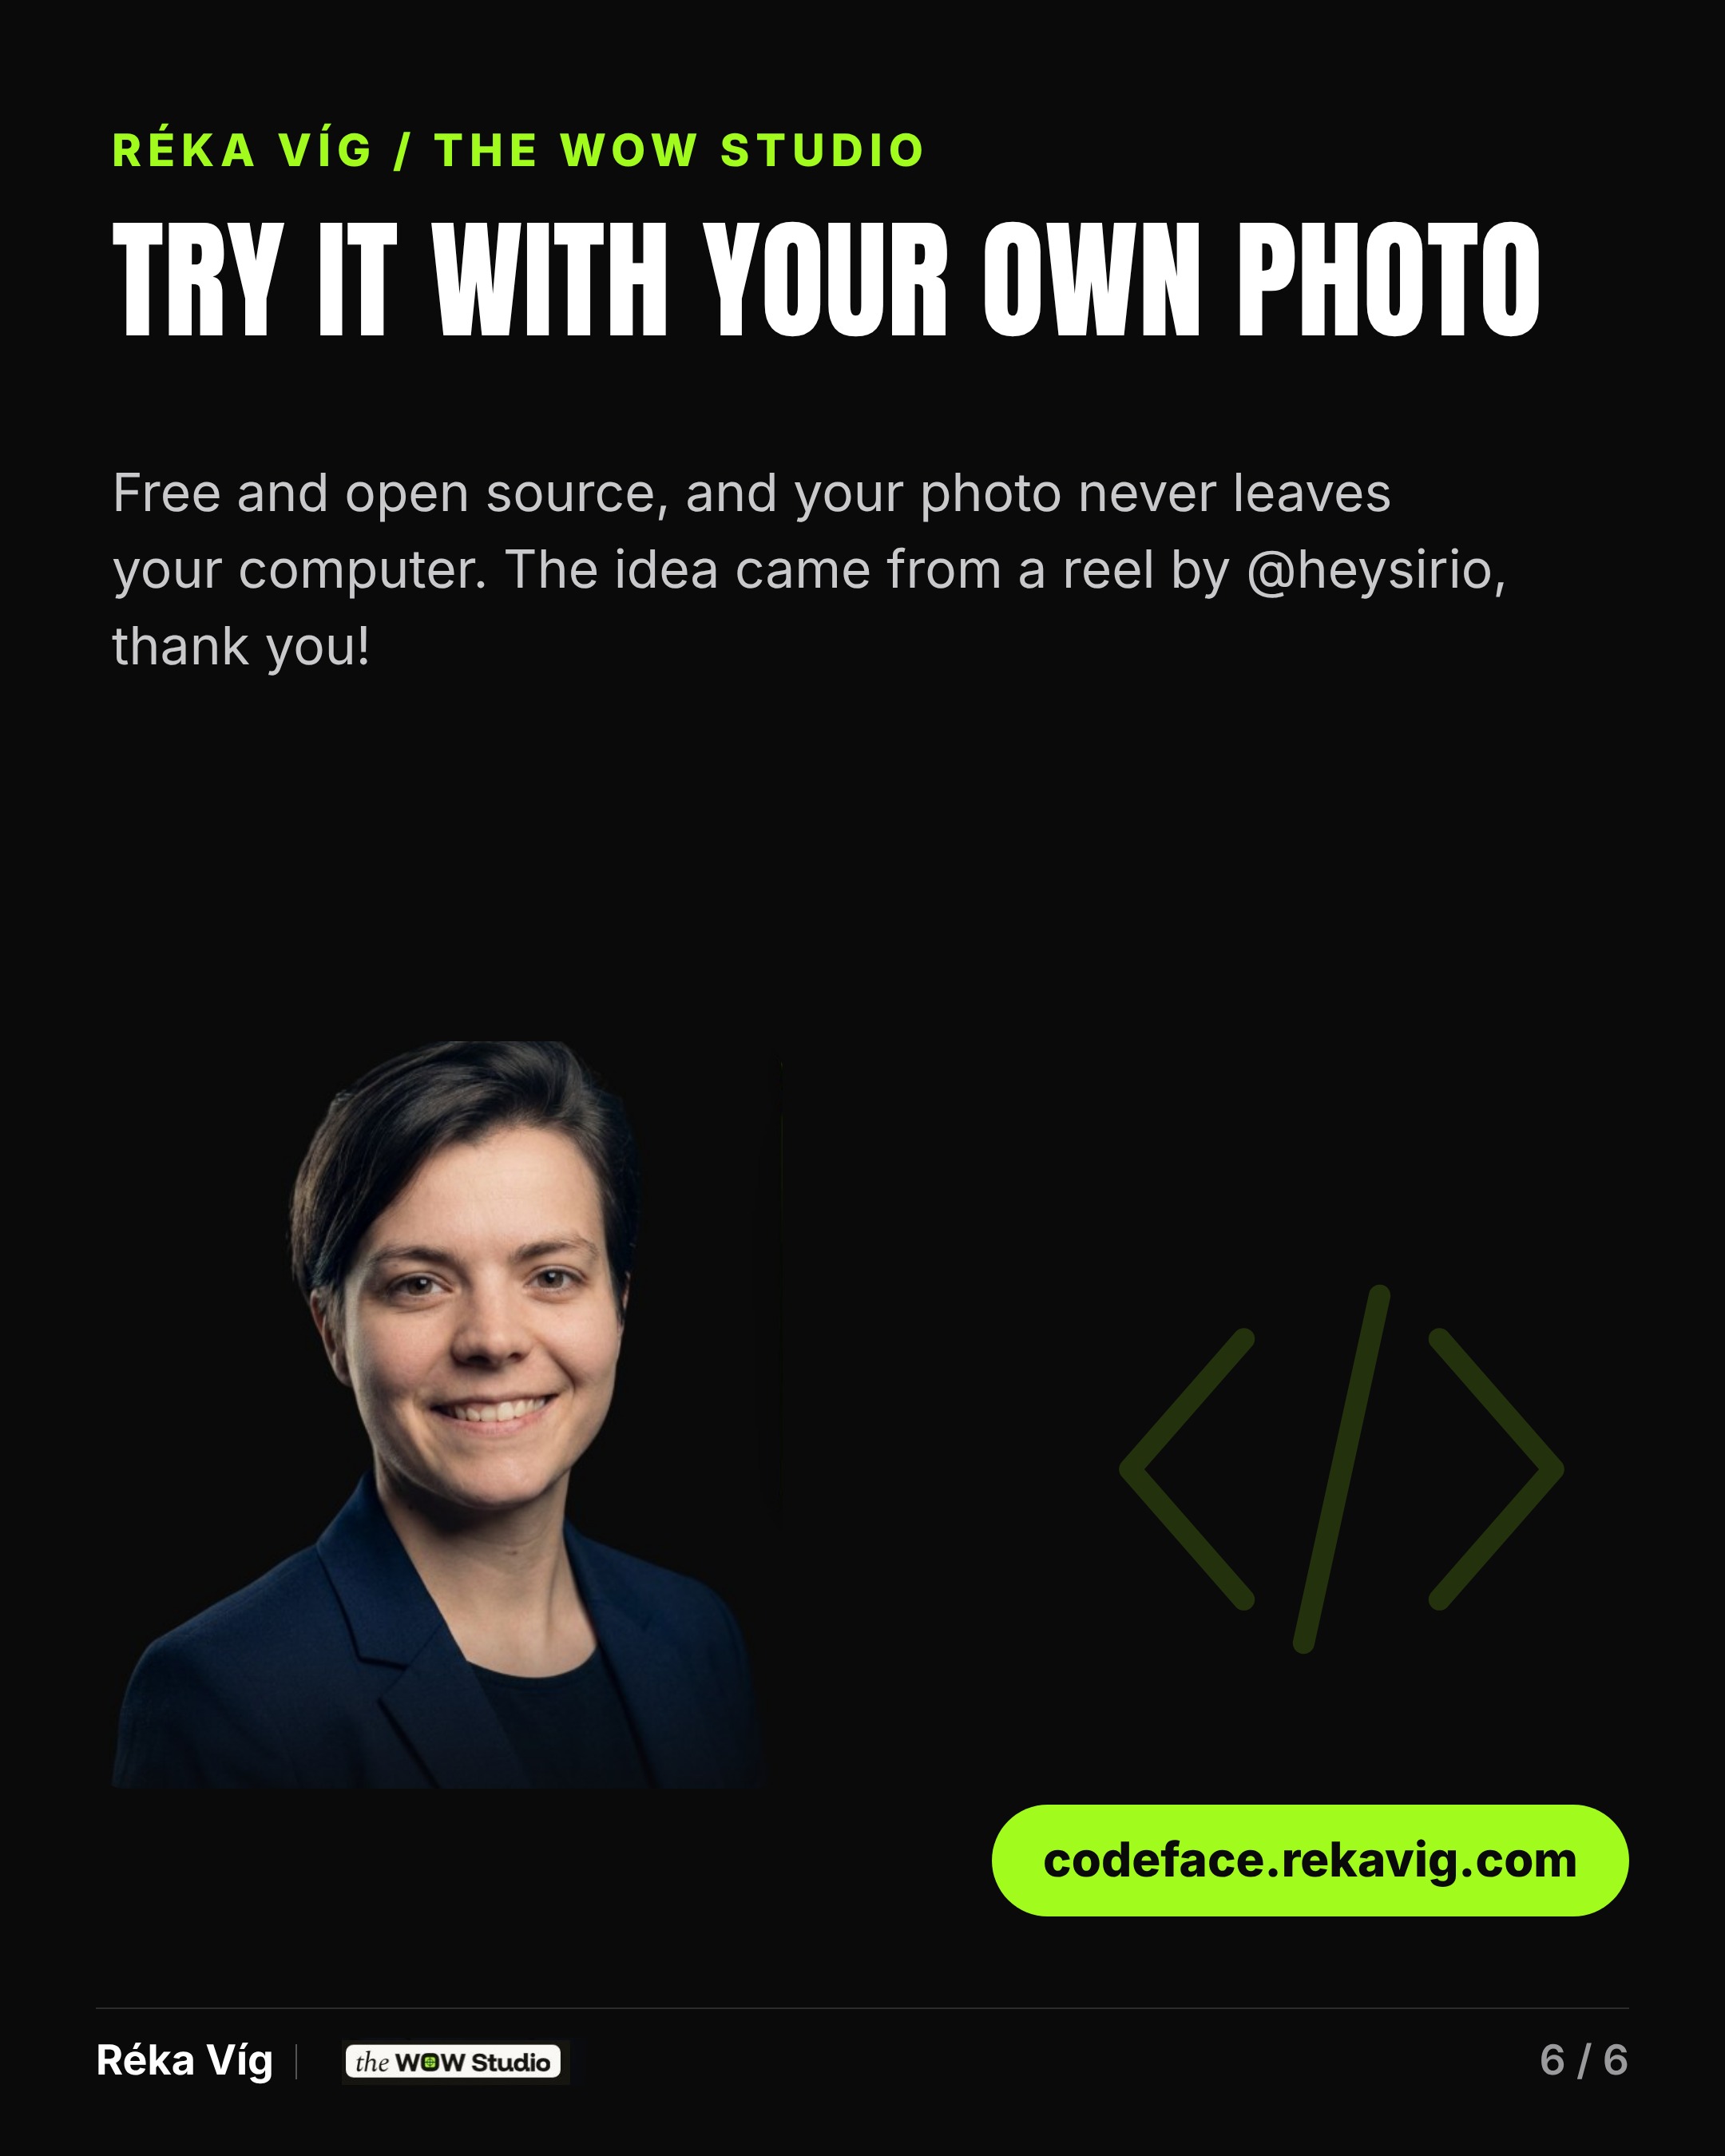 RÉKA VÍG / THE WOW STUDIO
TRY IT WITH YOUR OWN PHOTO
Free and open source, and your photo never leaves
your computer. The idea came from a reel by @heysirio,
thank you!
</>
codeface.rekavig.com
Réka Víg
the WOW Studio
6 / 6